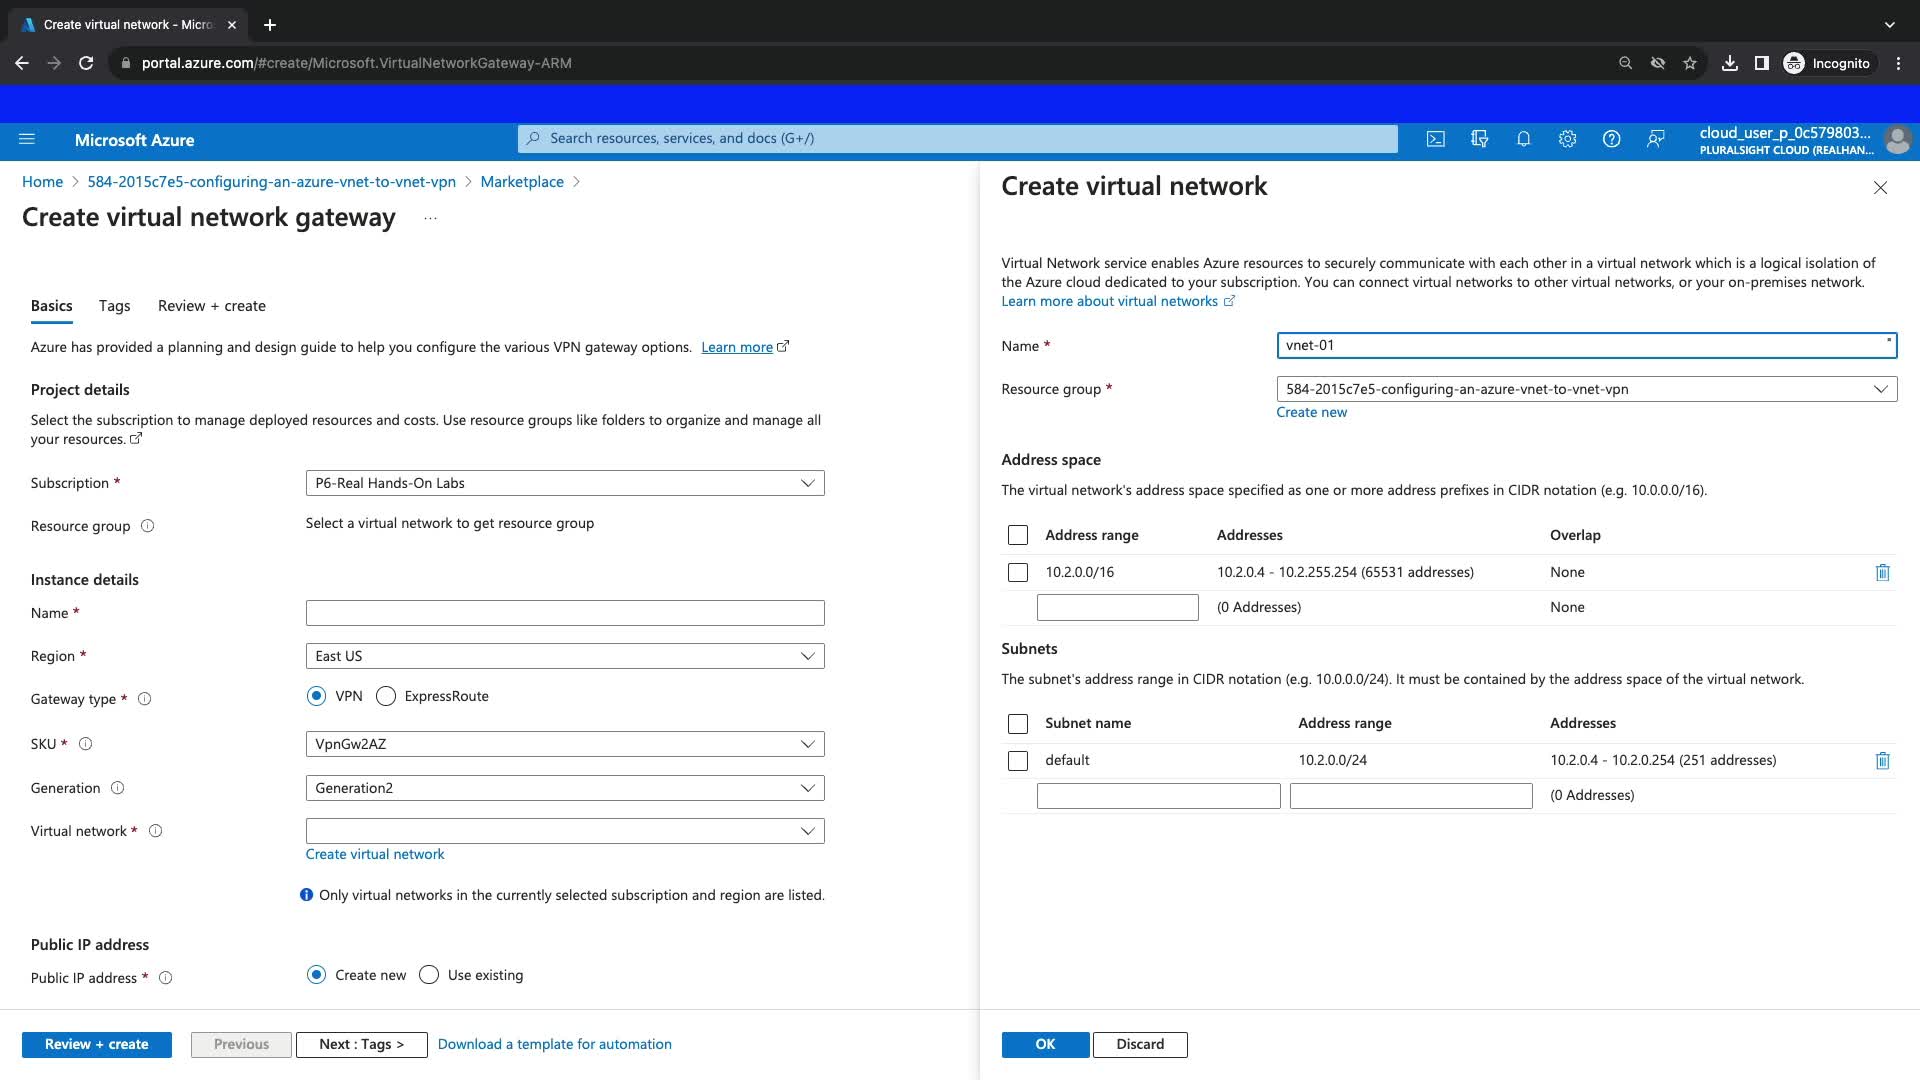 Create virtual network - Micro
portal.azure.com/#create/Microsoft.VirtualNetworkGateway-ARM
Incognito
Microsoft Azure
Search resources, services, and docs (G+/)
cloud_user_p_0c579803...
PLURALSIGHT CLOUD (REALHAN...
Home > 584-2015c7e5-configuring-an-azure-vnet-to-vnet-vpn > Marketplace >
Create virtual network gateway ...
Basics Tags Review + create
Azure has provided a planning and design guide to help you configure the various VPN gateway options. Learn more
Project details
Select the subscription to manage deployed resources and costs. Use resource groups like folders to organize and manage all
your resources.
Subscription * P6-Real Hands-On Labs
Resource group Select a virtual network to get resource group
Instance details
Name *
Region * East US
Gateway type * VPN ExpressRoute
SKU * VpnGw2AZ
Generation Generation2
Virtual network *
Create virtual network
Only virtual networks in the currently selected subscription and region are listed.
Public IP address
Public IP address * Create new Use existing
Review + create Previous Next : Tags > Download a template for automation
Create virtual network
Virtual Network service enables Azure resources to securely communicate with each other in a virtual network which is a logical isolation of
the Azure cloud dedicated to your subscription. You can connect virtual networks to other virtual networks, or your on-premises network.
Learn more about virtual networks
Name * vnet-01
Resource group * 584-2015c7e5-configuring-an-azure-vnet-to-vnet-vpn
Create new
Address space
The virtual network's address space specified as one or more address prefixes in CIDR notation (e.g. 10.0.0.0/16).
Address range Addresses Overlap
10.2.0.0/16 10.2.0.4 - 10.2.255.254 (65531 addresses) None
(0 Addresses) None
Subnets
The subnet's address range in CIDR notation (e.g. 10.0.0.0/24). It must be contained by the address space of the virtual network.
Subnet name Address range Addresses
default 10.2.0.0/24 10.2.0.4 - 10.2.0.254 (251 addresses)
(0 Addresses)
OK Discard